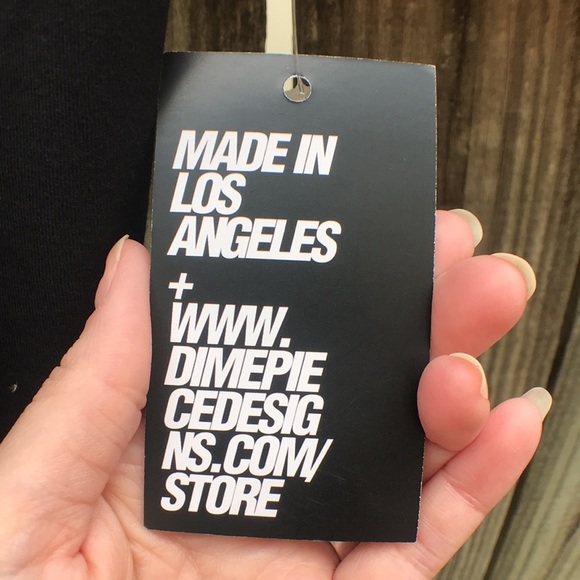 MADE IN
LOS
ANGELES
+
WWW.
DIMEPIE
CEDESIG
NS.COM/
STORE